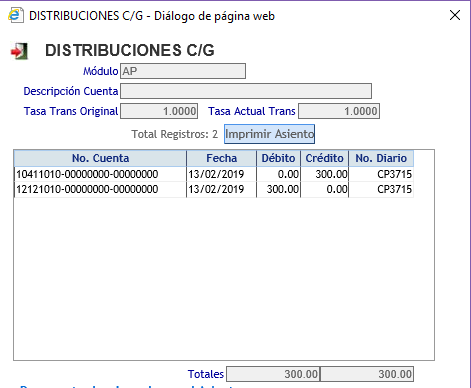 DISTRIBUCIONES C/G - Diálogo de página web
DISTRIBUCIONES C/G
Módulo AP
Descripción Cuenta
Tasa Trans Original 1.0000 Tasa Actual Trans 1.0000
Total Registros: 2 Imprimir Asiento
No. Cuenta Fecha Débito Crédito No. Diario
10411010-00000000-00000000 13/02/2019 0.00 300.00 CP3715
12121010-00000000-00000000 13/02/2019 300.00 0.00 CP3715
Totales 300.00 300.00